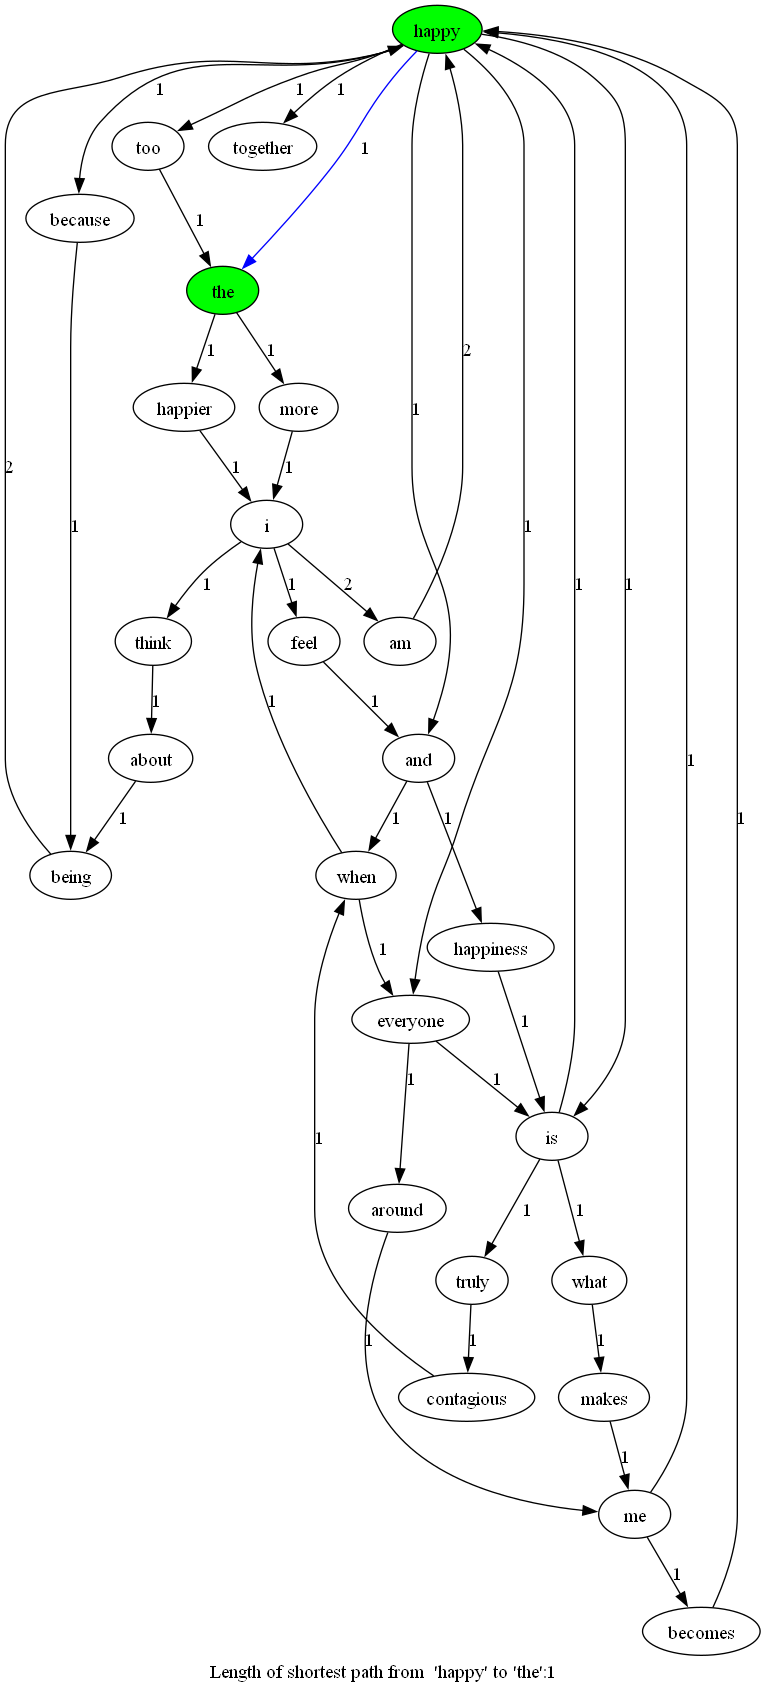 happy
1
1
1
1
too
together
because
1
the
1
1
2
happier
more
1
2
1
1
i
1
1
1
1
2
1
1
think
feel
am
1
1
about
and
1
1
1
1
1
being
when
happiness
1
everyone
1
1
1
1
is
around
1
1
truly
what
1
1
1
contagious
makes
1
me
1
becomes
Length of shortest path from 'happy' to 'the':1